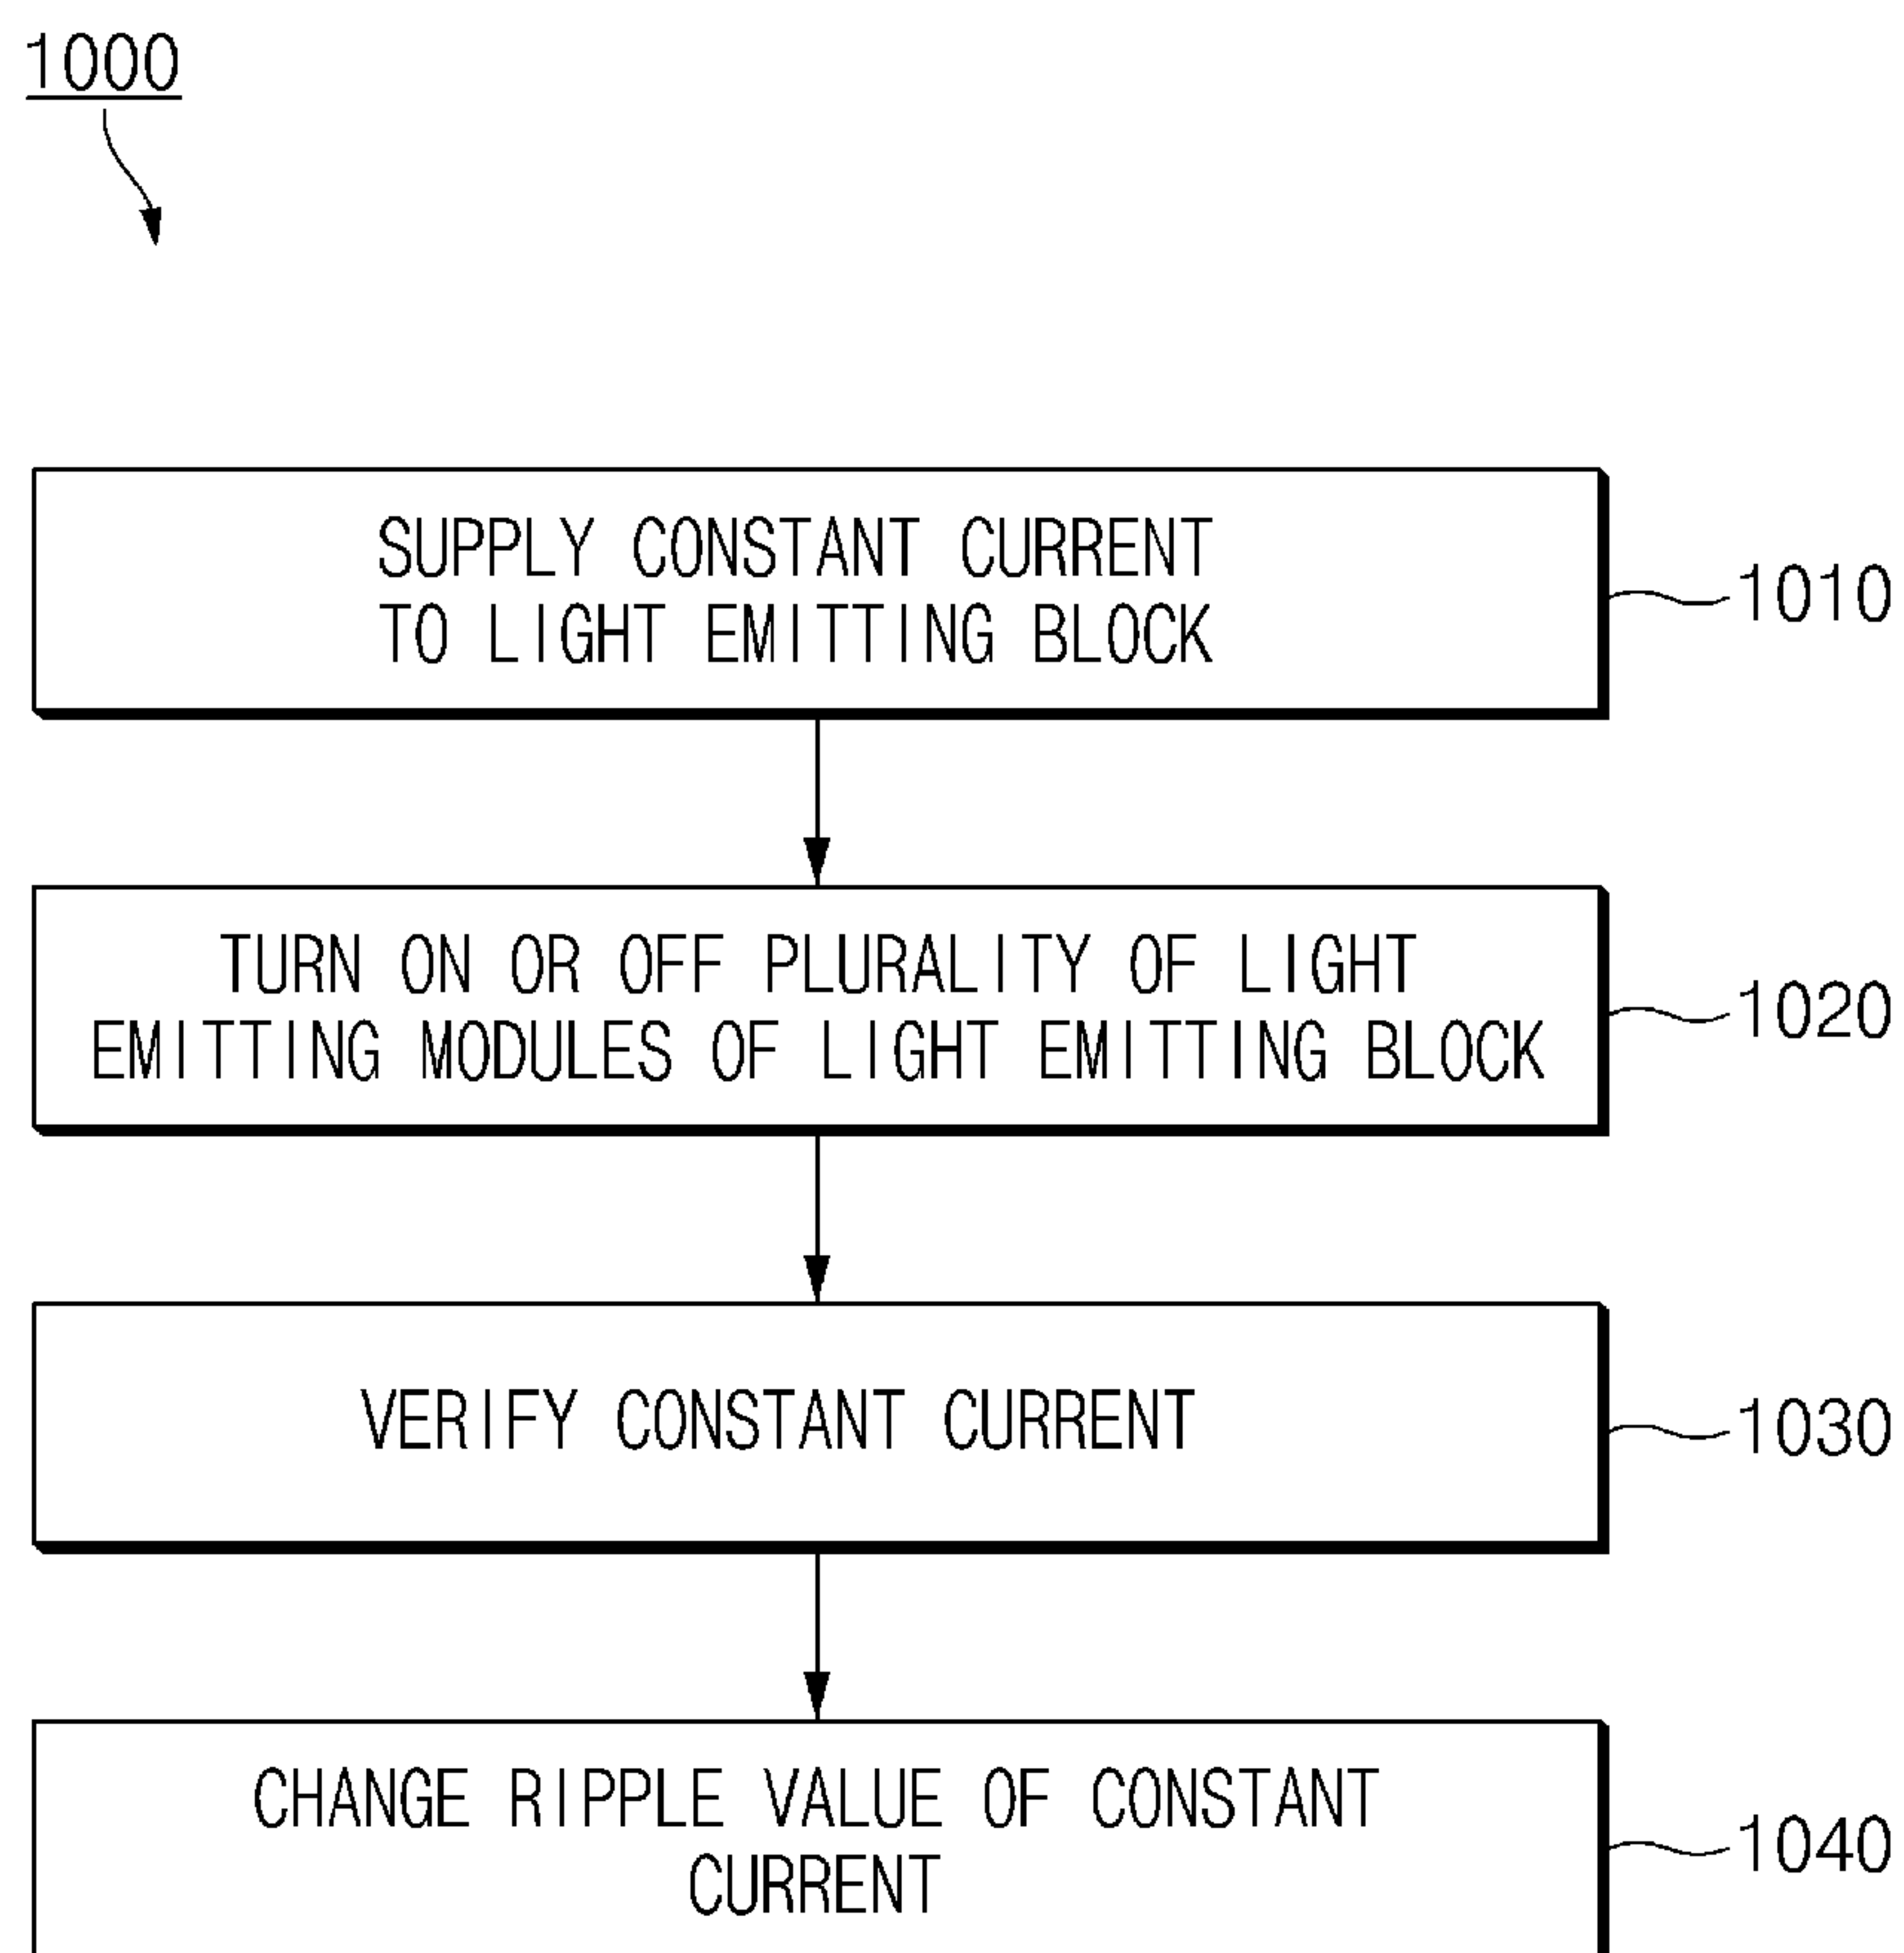 1000
SUPPLY CONSTANT CURRENT
TO LIGHT EMITTING BLOCK
1010
TURN ON OR OFF PLURALITY OF LIGHT
EMITTING MODULES OF LIGHT EMITTING BLOCK
1020
VERIFY CONSTANT CURRENT
1030
CHANGE RIPPLE VALUE OF CONSTANT
CURRENT
1040